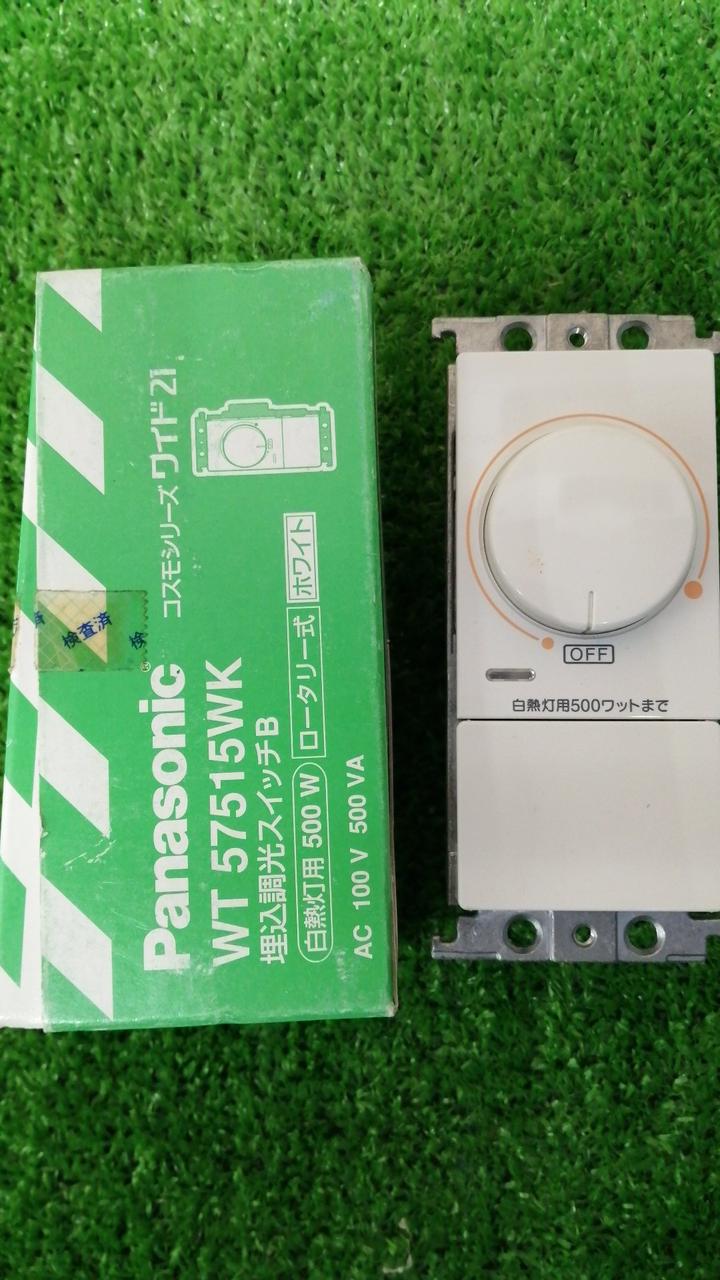 コスモシリーズ ワイド21
Panasonic®
WT 57515WK
埋込調光スイッチB
白熱灯用 500 W ロータリー式 ホワイト
AC 100 V 500 VA
検査済
検
済
OFF
白熱灯用500ワットまで